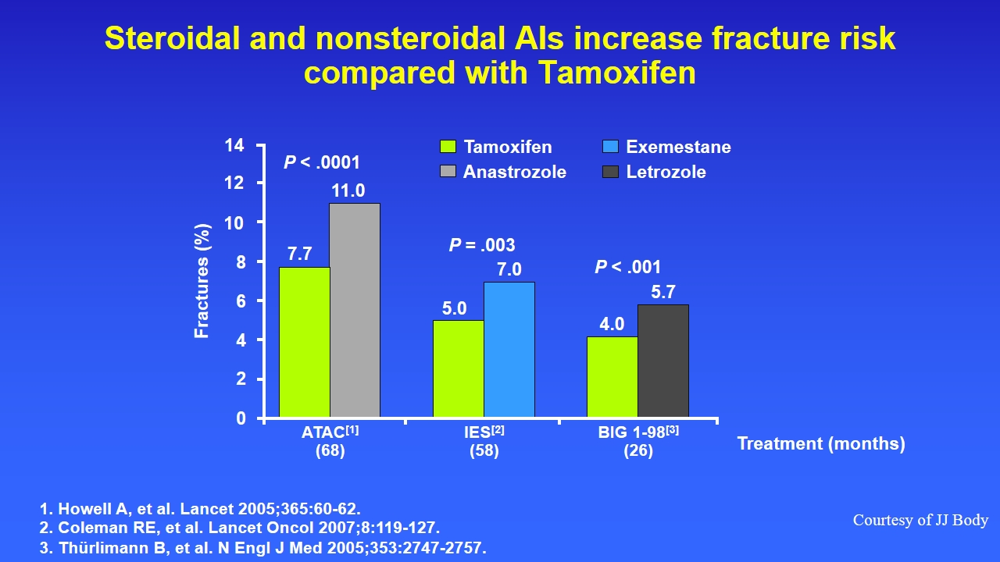 Steroidal and nonsteroidal AIs increase fracture risk
compared with Tamoxifen
Tamoxifen
Exemestane
Anastrozole
Letrozole
Fractures (%)
14
12
10
8
6
4
2
0
P < .0001
7.7
11.0
P = .003
5.0
7.0
P < .001
4.0
5.7
ATAC[1]
(68)
IES[2]
(58)
BIG 1-98[3]
(26)
Treatment (months)
1. Howell A, et al. Lancet 2005;365:60-62.
2. Coleman RE, et al. Lancet Oncol 2007;8:119-127.
3. Thürlimann B, et al. N Engl J Med 2005;353:2747-2757.
Courtesy of JJ Body